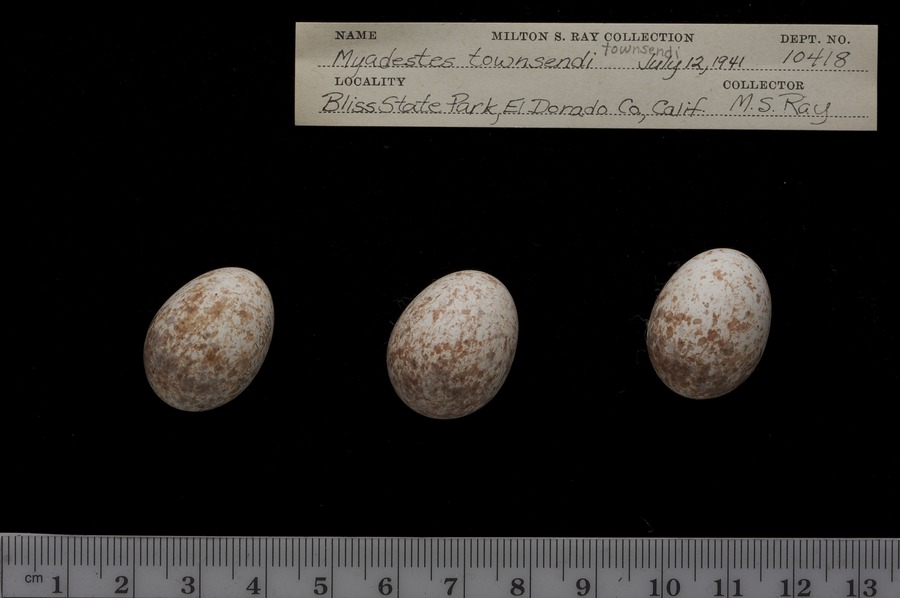 NAME MILTON S. RAY COLLECTION DEPT. NO.
Myadestes townsendi townsendi July 12, 1941 10418
LOCALITY COLLECTOR
Bliss State Park, El Dorado Co., Calif. M.S. Ray
cm 1 2 3 4 5 6 7 8 9 10 11 12 13